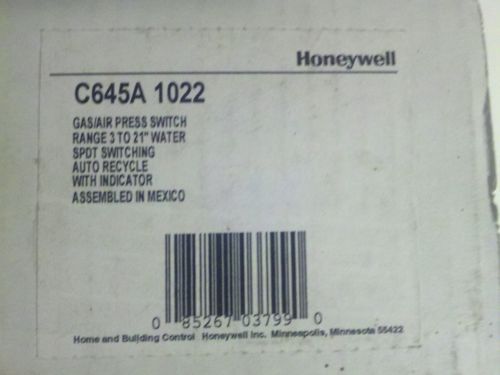 Honeywell
C645A 1022
GAS/AIR PRESS SWITCH
RANGE 3 TO 21" WATER
SPDT SWITCHING
AUTO RECYCLE
WITH INDICATOR
ASSEMBLED IN MEXICO
0 85267 03799 0
Home and Building Control Honeywell Inc. Minneapolis, Minnesota 55422